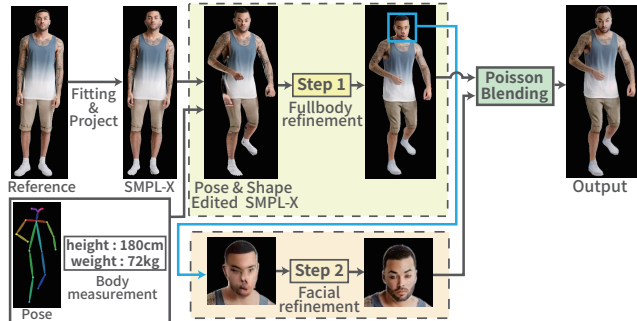 Fitting
&
Project
Step 1
Fullbody
refinement
Poisson
Blending
Reference
SMPL-X
Pose & Shape
Edited SMPL-X
Output
height : 180cm
weight : 72kg
Body
measurement
Pose
Step 2
Facial
refinement